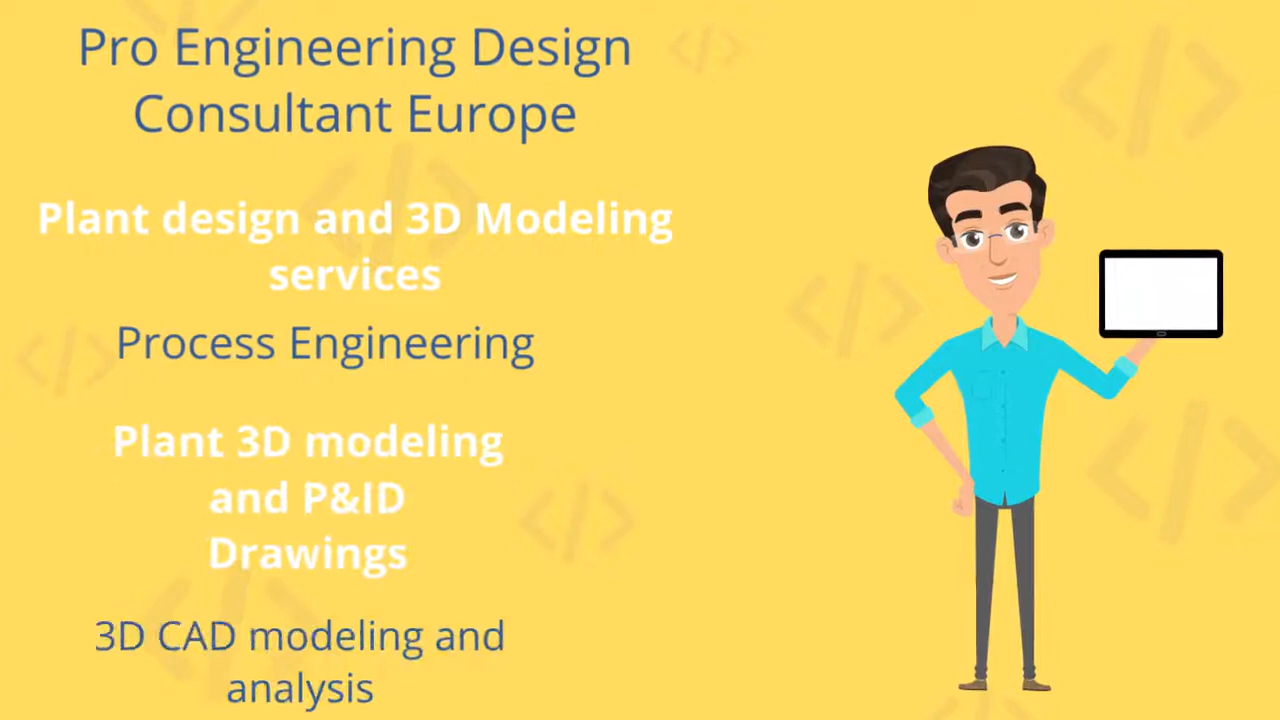 Pro Engineering Design
Consultant Europe
Plant design and 3D Modeling
services
Process Engineering
Plant 3D modeling
and P&ID
Drawings
3D CAD modeling and
analysis